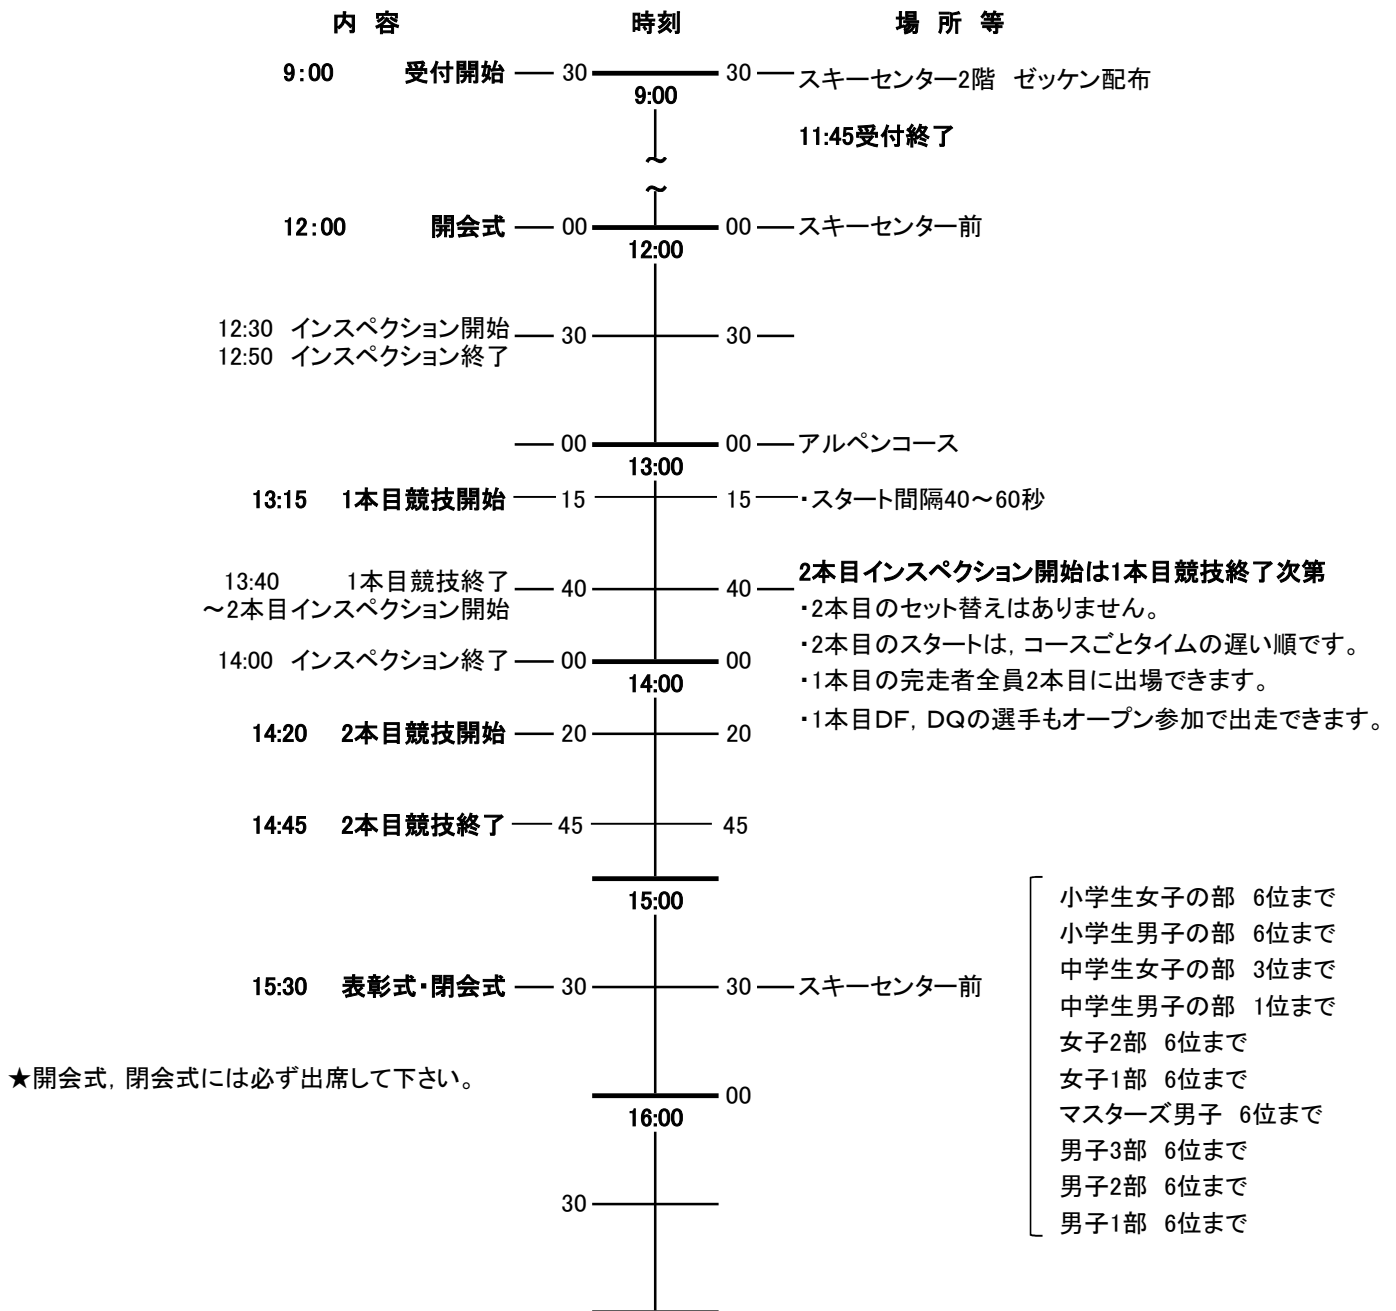 内 容 時刻 場 所 等
9:00 受付開始 30 30 スキーセンター2階 ゼッケン配布
9:00
11:45受付終了
～
～
12:00 開会式 00 00 スキーセンター前
12:00
12:30 インスペクション開始 30 30
12:50 インスペクション終了
00 00 アルペンコース
13:00
13:15 1本目競技開始 15 15 ・スタート間隔40～60秒
2本目インスペクション開始は1本目競技終了次第
13:40 1本目競技終了 40 40
～2本目インスペクション開始
・2本目のセット替えはありません。
・2本目のスタートは，コースごとタイムの遅い順です。
14:00 インスペクション終了 00 00
14:00
・1本目の完走者全員2本目に出場できます。
・1本目DF，DQの選手もオープン参加で出走できます。
14:20 2本目競技開始 20 20
14:45 2本目競技終了 45 45
15:00
小学生女子の部 6位まで
小学生男子の部 6位まで
中学生女子の部 3位まで
15:30 表彰式・閉会式 30 30 スキーセンター前
中学生男子の部 1位まで
女子2部 6位まで
★開会式，閉会式には必ず出席して下さい。
女子1部 6位まで
00
16:00
マスターズ男子 6位まで
男子3部 6位まで
男子2部 6位まで
30
男子1部 6位まで